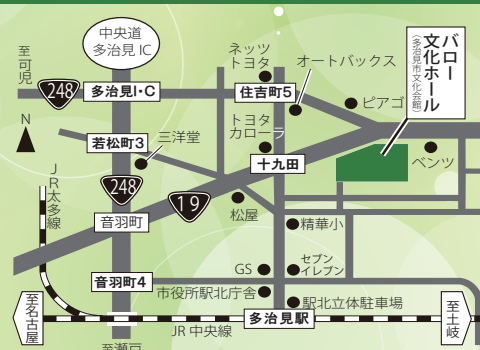 中央道
多治見IC
至可児
248
多治見I・C
ネッツ
トヨタ
オートバックス
住吉町5
ピアゴ
バロー
文化ホール
（多治見市文化会館）
N
若松町3
三洋堂
トヨタ
カローラ
十九田
ベンツ
JR太多線
248
19
音羽町
松屋
精華小
音羽町4
GS
セブン
イレブン
市役所駅北庁舎
駅北立体駐車場
至名古屋
JR中央線
多治見駅
至土岐
至瀬戸